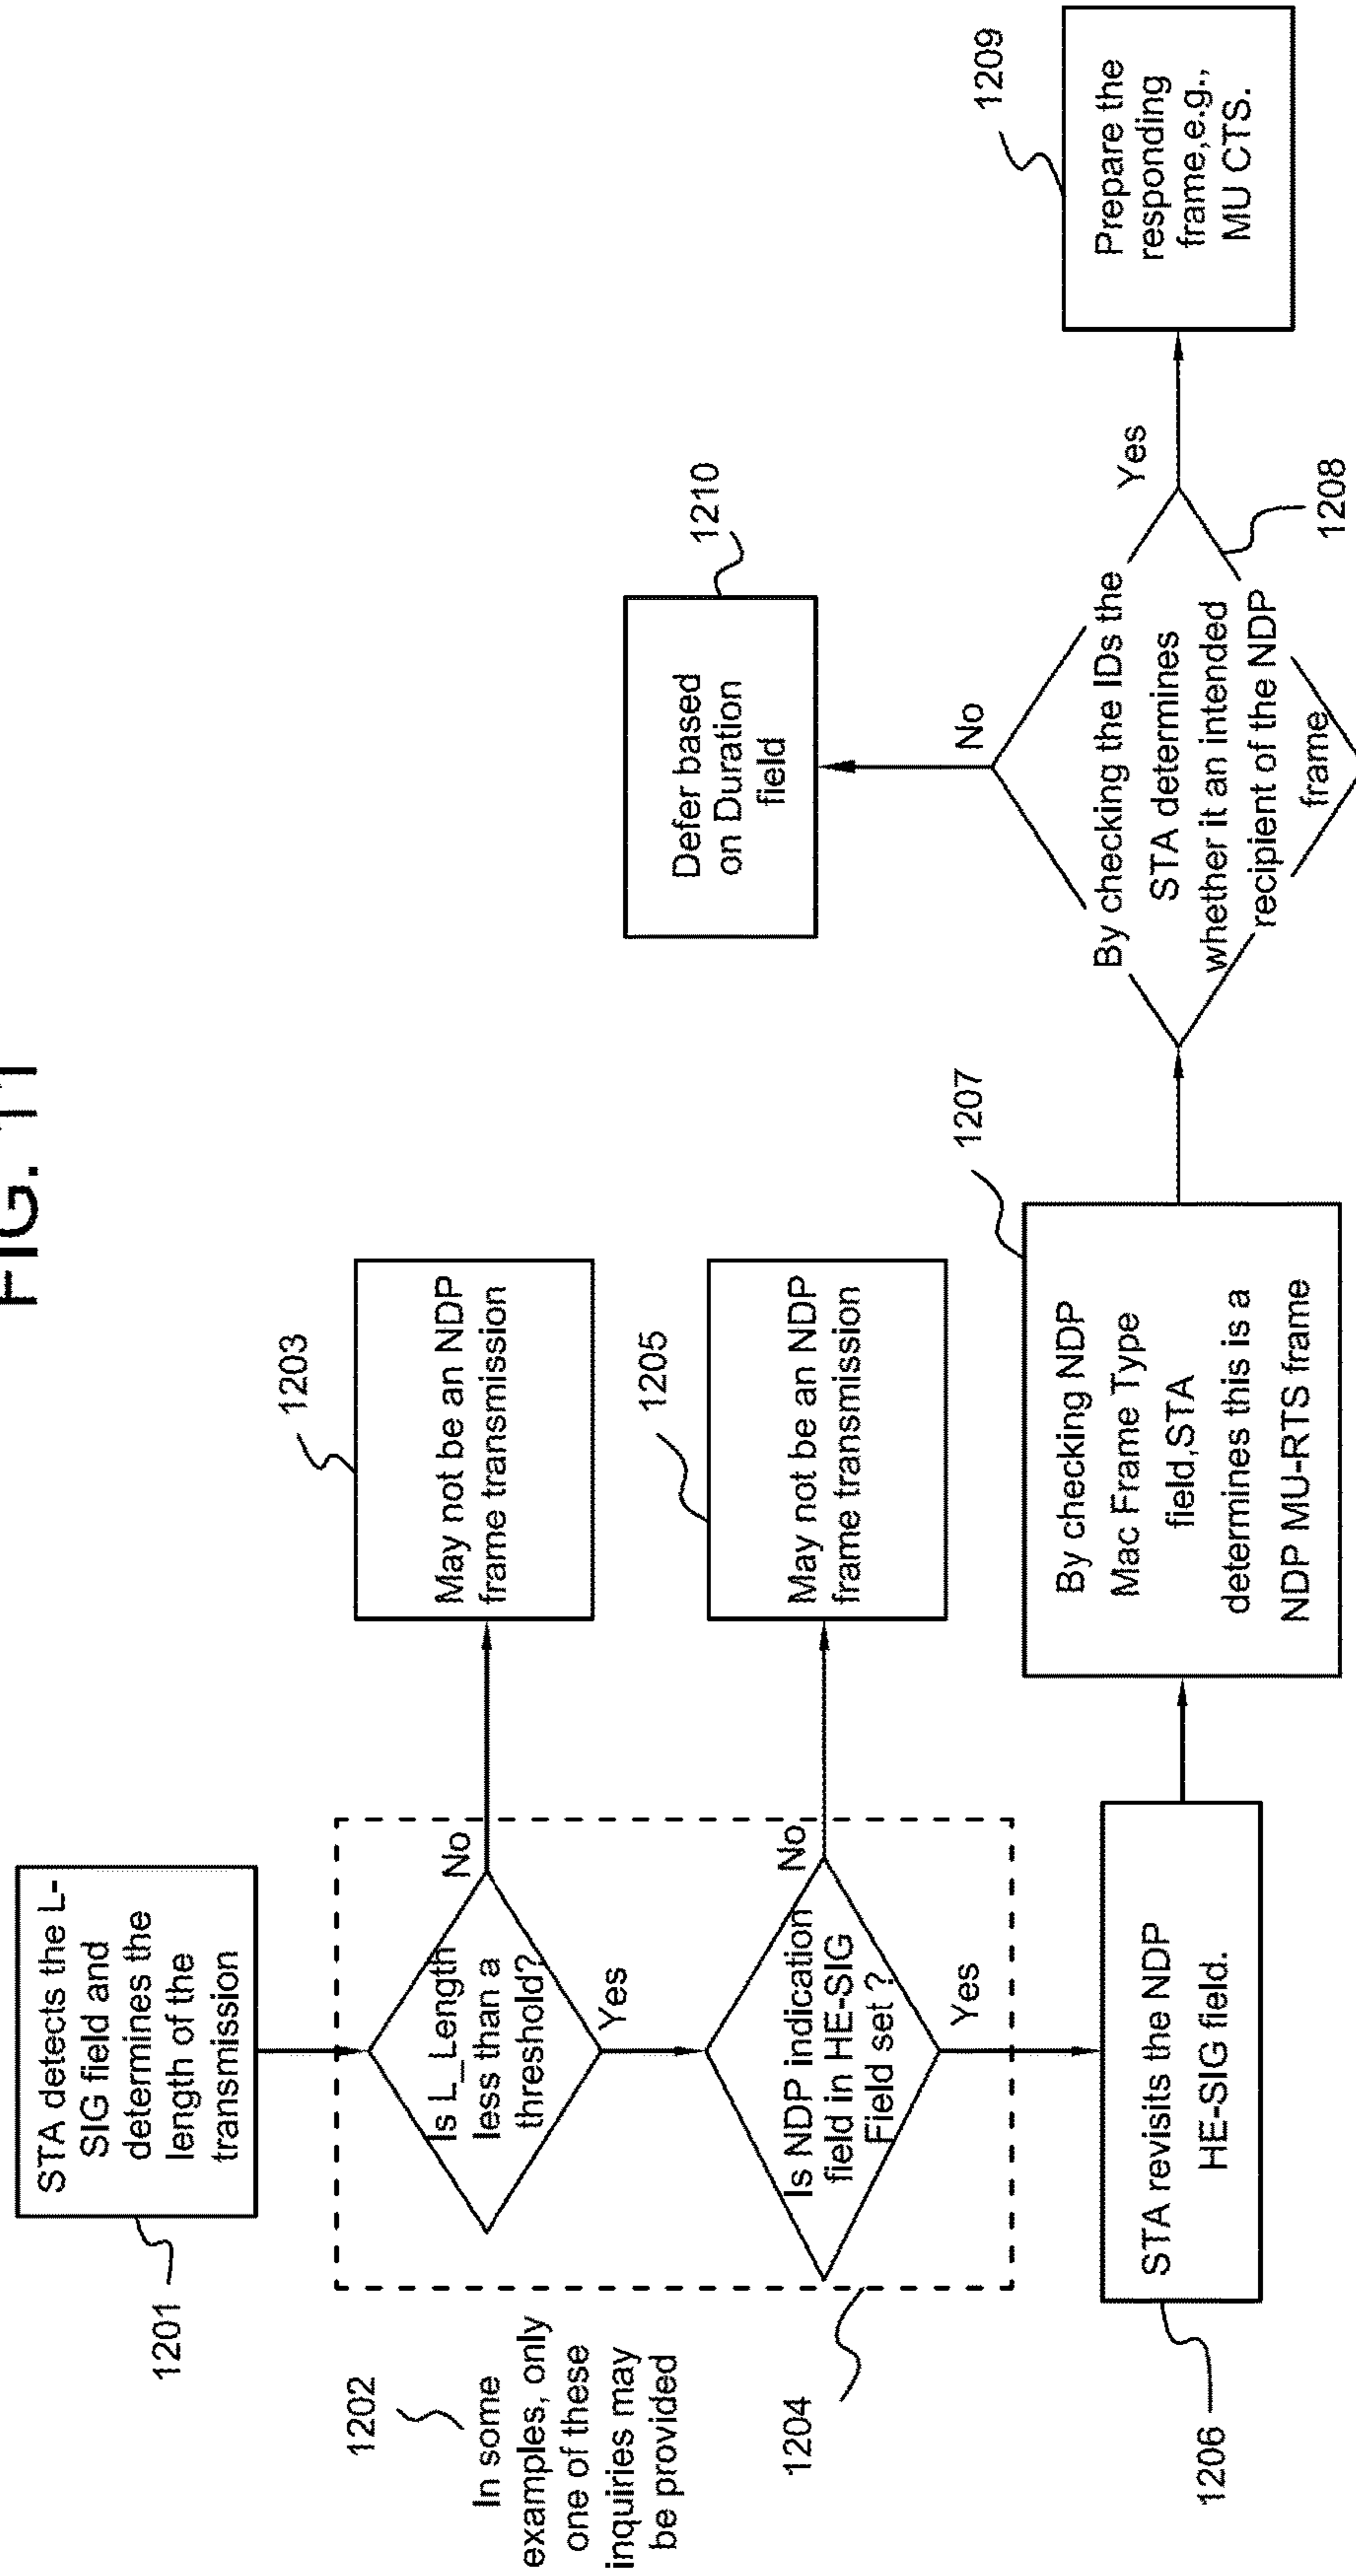 FIG. 11
1201
STA detects the L-
SIG field and
determines the
length of the
transmission
1202
In some
examples, only
one of these
inquiries may
be provided
Is L_Length
less than a
threshold?
No
Yes
1203
May not be an NDP
frame transmission
1204
Is NDP indication
field in HE-SIG
Field set ?
No
Yes
1205
May not be an NDP
frame transmission
1206
STA revisits the NDP
HE-SIG field.
1207
By checking NDP
Mac Frame Type
field,STA
determines this is a
NDP MU-RTS frame
By checking the IDs the
STA determines
whether it an intended
recipient of the NDP
frame
1208
No
Yes
1210
Defer based
on Duration
field
1209
Prepare the
responding
frame,e.g.,
MU CTS.